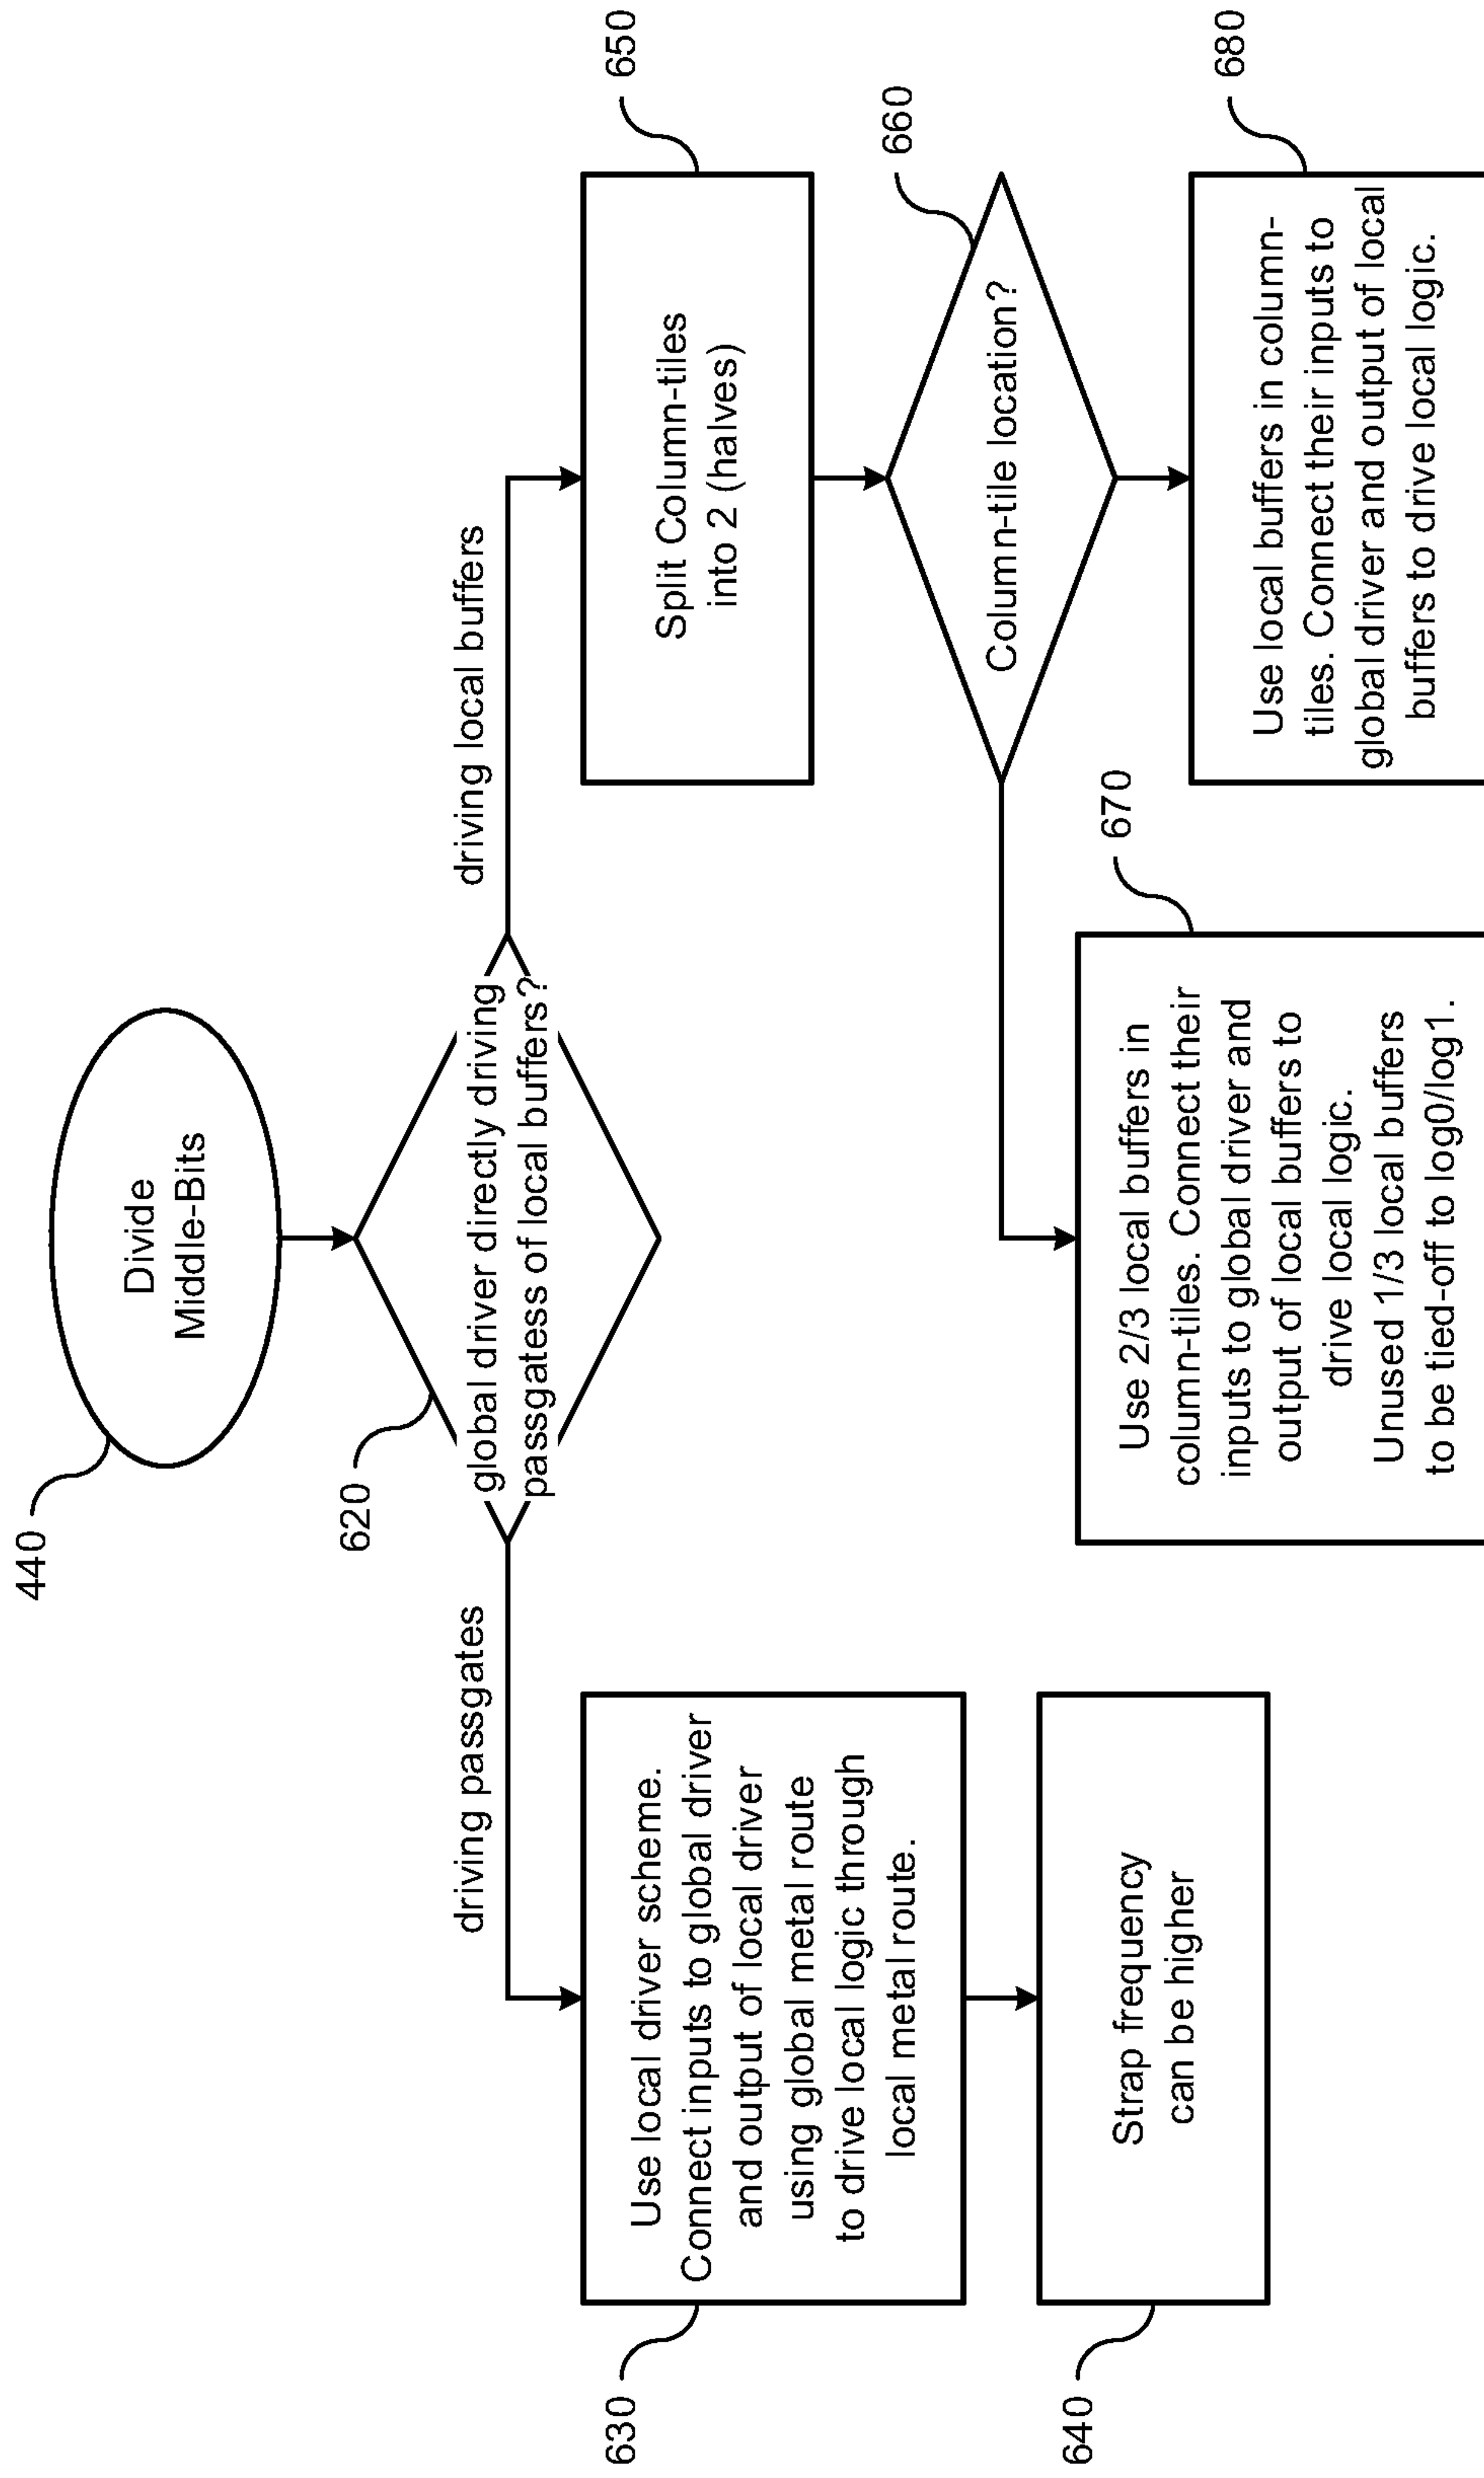 440
Divide
Middle-Bits
620
global driver directly driving
passgatess of local buffers?
driving passgates
driving local buffers
630
Use local driver scheme.
Connect inputs to global driver
and output of local driver
using global metal route
to drive local logic through
local metal route.
640
Strap frequency
can be higher
650
Split Column-tiles
into 2 (halves)
660
Column-tile location?
670
Use 2/3 local buffers in
column-tiles. Connect their
inputs to global driver and
output of local buffers to
drive local logic.
Unused 1/3 local buffers
to be tied-off to log0/log1.
680
Use local buffers in column-
tiles. Connect their inputs to
global driver and output of local
buffers to drive local logic.